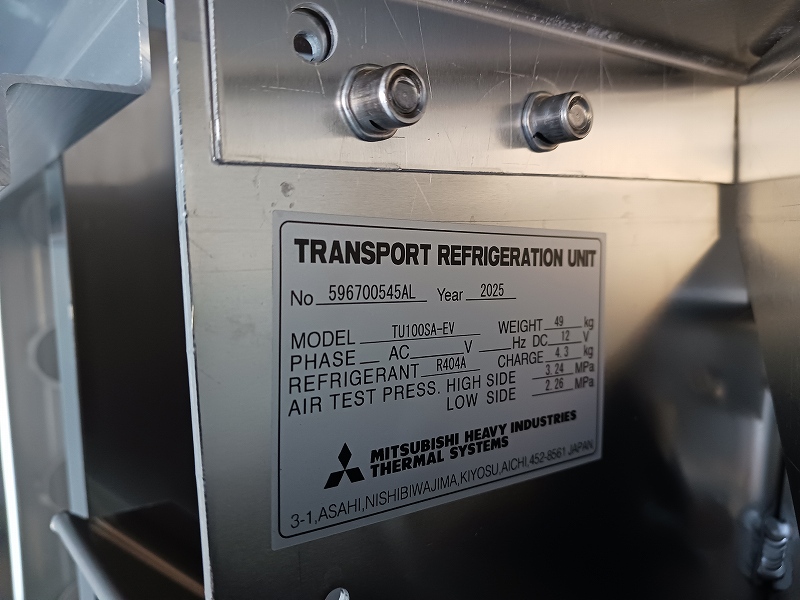 TRANSPORT REFRIGERATION UNIT
No 596700545AL Year 2025
MODEL TU100SA-EV WEIGHT 49 kg
PHASE AC V Hz DC 12 V
REFRIGERANT R404A CHARGE 4.3 kg
AIR TEST PRESS. HIGH SIDE 3.24 MPa
LOW SIDE 2.26 MPa
MITSUBISHI HEAVY INDUSTRIES
THERMAL SYSTEMS
3-1, ASAHI, NISHIBIWAJIMA, KIYOSU, AICHI, 452-8561 JAPAN